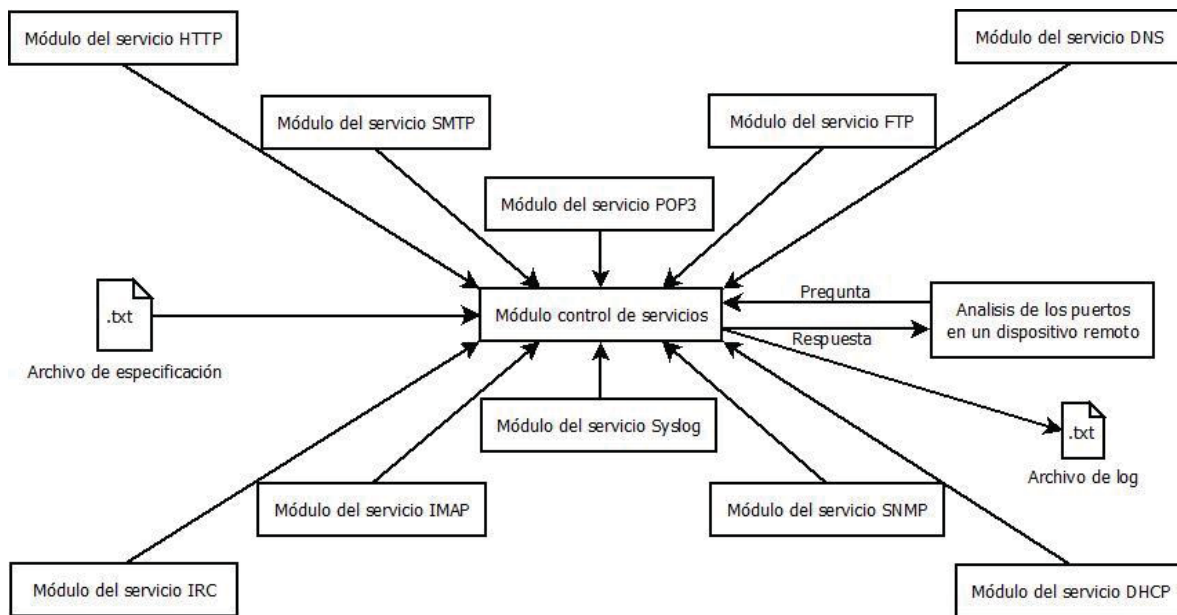 Módulo del servicio HTTP
Módulo del servicio DNS
Módulo del servicio SMTP
Módulo del servicio FTP
Módulo del servicio POP3
.txt
Archivo de especificación
Módulo control de servicios
Pregunta
Respuesta
Analisis de los puertos
en un dispositivo remoto
.txt
Archivo de log
Módulo del servicio Syslog
Módulo del servicio IMAP
Módulo del servicio SNMP
Módulo del servicio IRC
Módulo del servicio DHCP